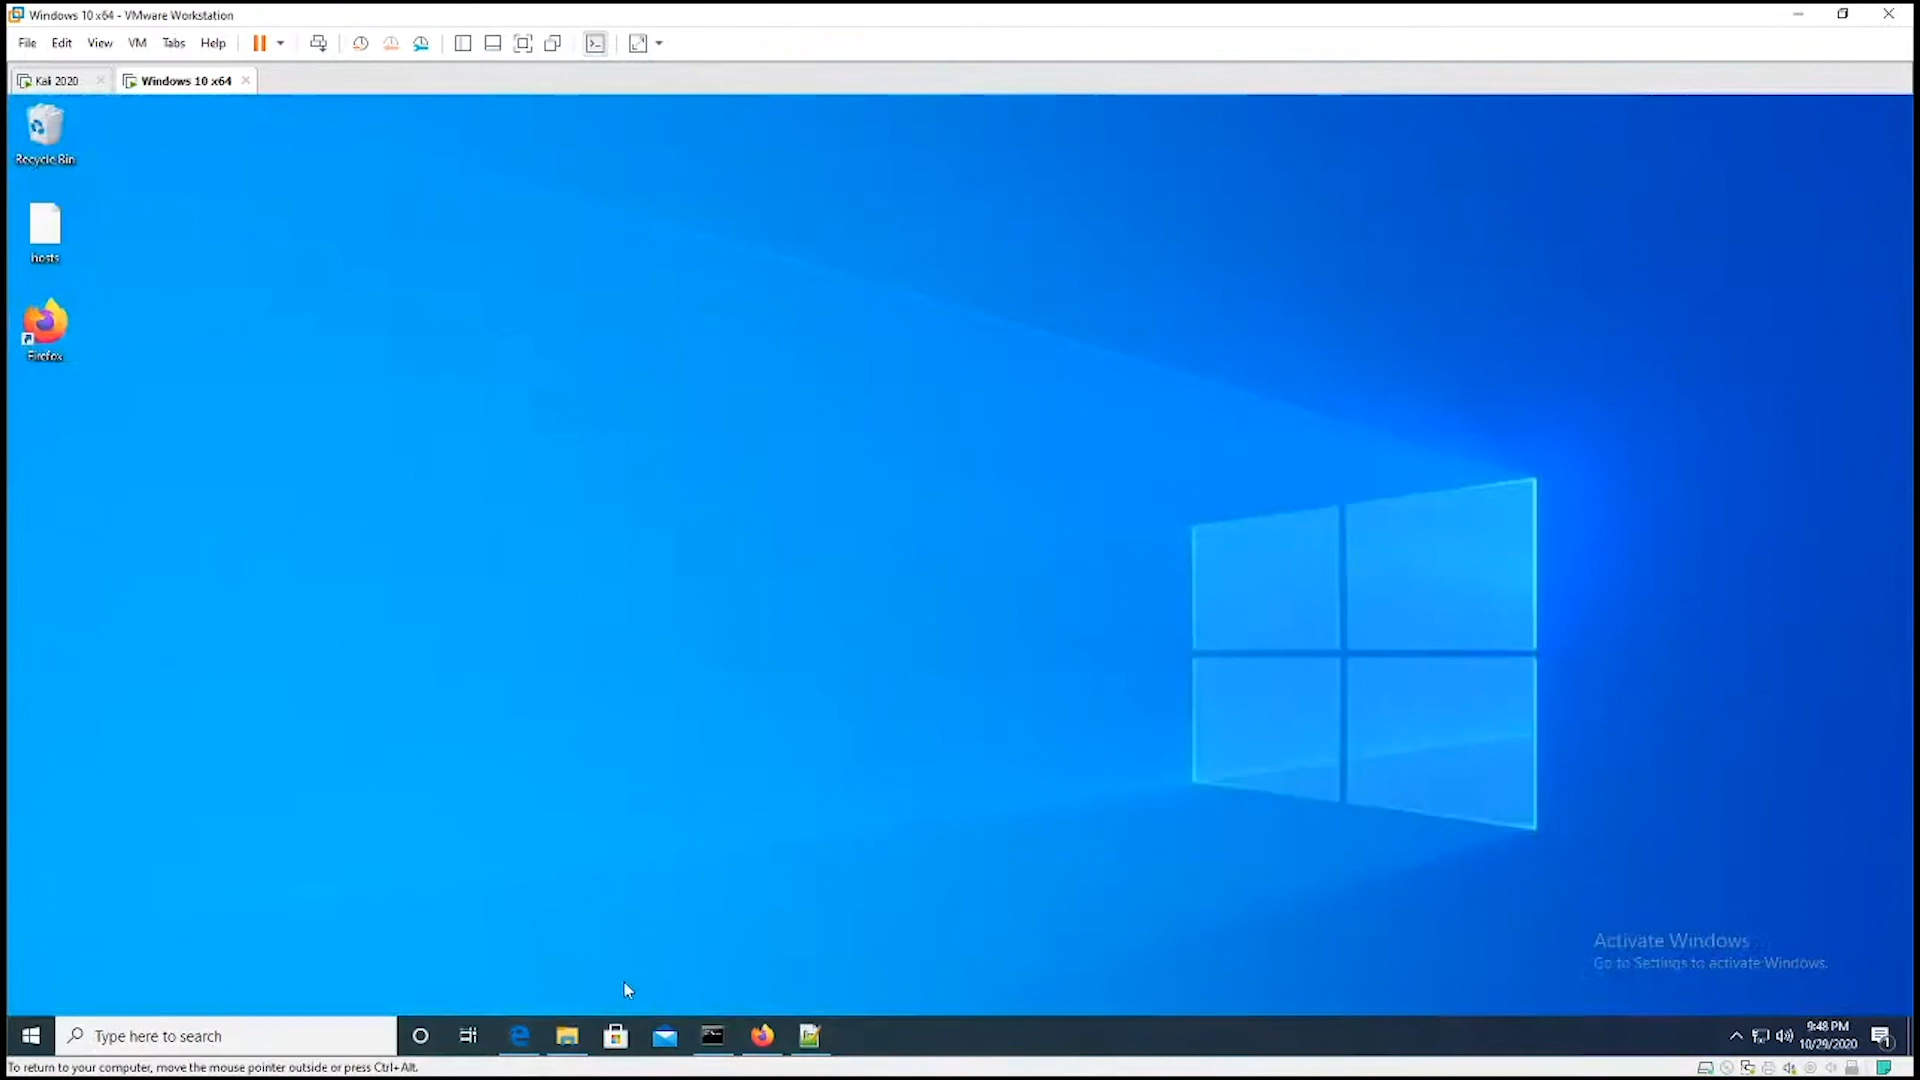 Windows 10 x64 - VMware Workstation
File Edit View VM Tabs Help
Kali 2020
Windows 10 x64
Recycle Bin
hosts
Firefox
Activate Windows
Go to Settings to activate Windows.
Type here to search
9:48 PM
10/29/2020
1
To return to your computer, move the mouse pointer outside or press Ctrl+Alt.